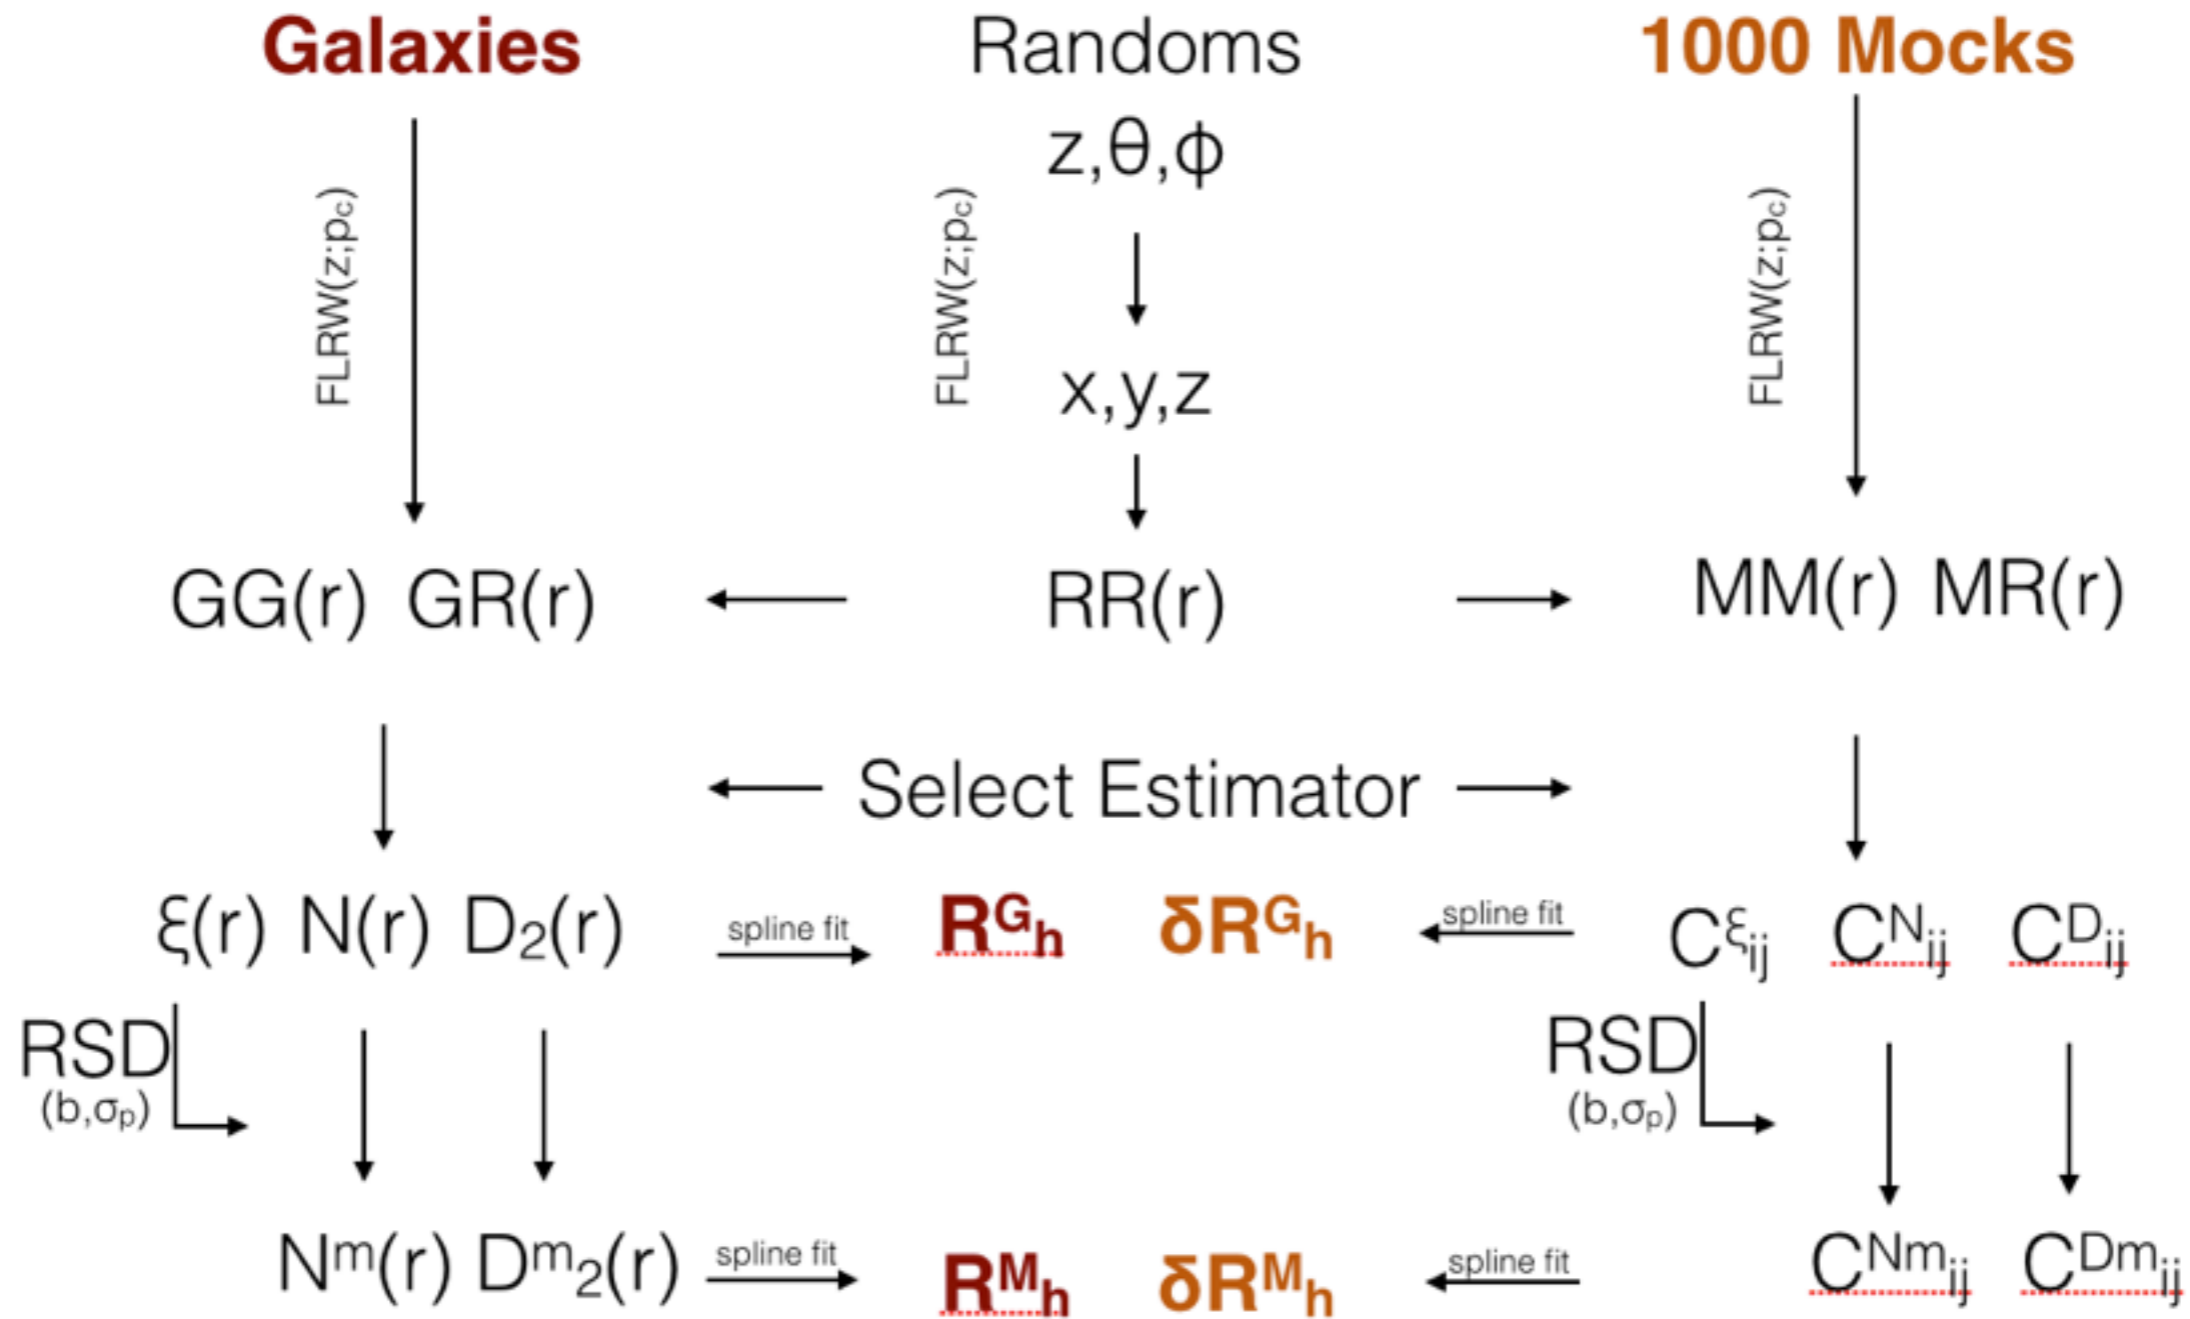 Galaxies Randoms 1000 Mocks
z,θ,ϕ
FLRW(z;pc) FLRW(z;pc) FLRW(z;pc)
x,y,z
GG(r) GR(r) RR(r) MM(r) MR(r)
Select Estimator
ξ(r) N(r) D₂(r) spline fit Rᴳh δRᴳh spline fit Cξij CNij CDij
RSD RSD
(b,σp) (b,σp)
Nᵐ(r) Dᵐ₂(r) spline fit Rᴹh δRᴹh spline fit CNmij CDmij